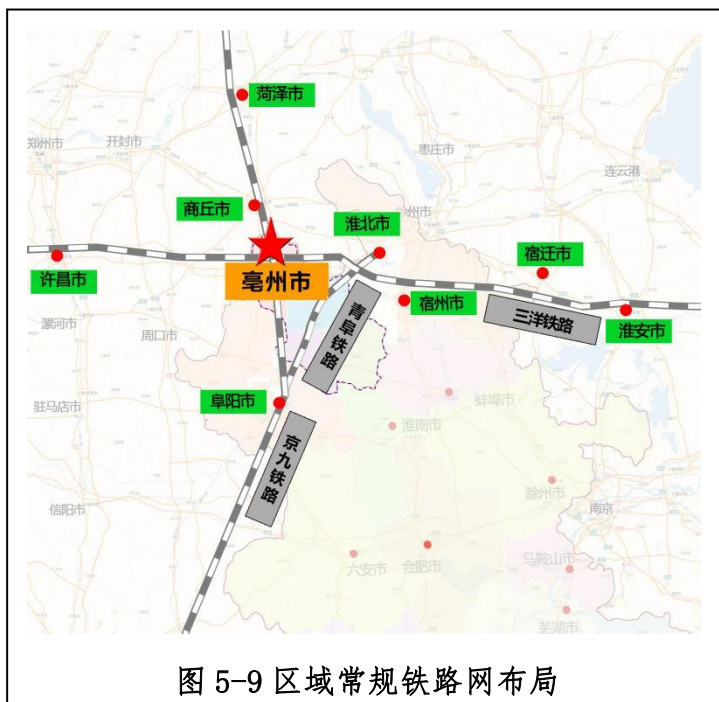 菏泽市
郑州市
开封市
枣庄市
连云港
商丘市
淮北市
州市
宿迁市
许昌市
亳州市
宿州市
三洋铁路
淮安市
漯河市
周口市
青阜铁路
阜阳市
驻马店市
蚌埠市
淮南市
京九铁路
滁州市
信阳市
南京
六安市
合肥市
马鞍山市
芜湖市
图 5-9 区域常规铁路网布局